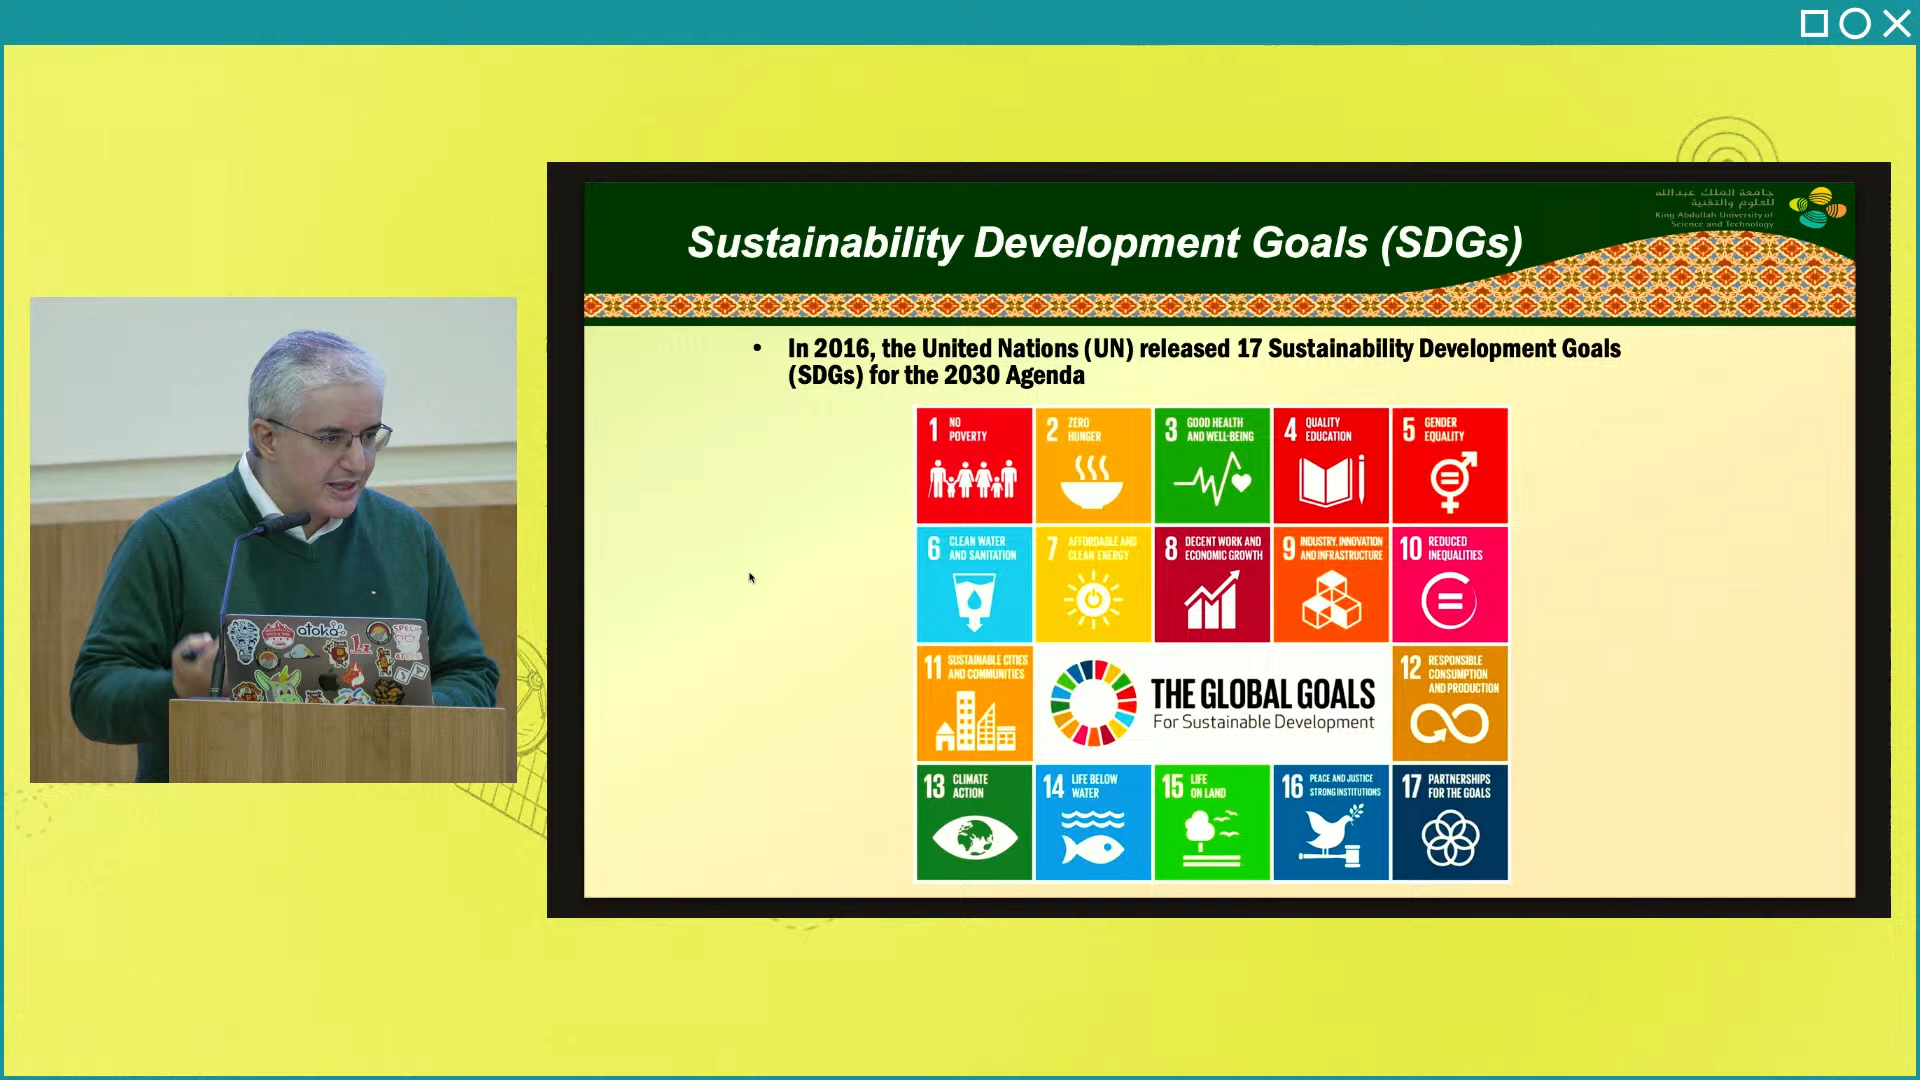 جامعة الملك عبدالله
للعلوم والتقنية
King Abdullah University of
Science and Technology
Sustainability Development Goals (SDGs)
• In 2016, the United Nations (UN) released 17 Sustainability Development Goals
(SDGs) for the 2030 Agenda
1 NO
POVERTY
2 ZERO
HUNGER
3 GOOD HEALTH
AND WELL-BEING
4 QUALITY
EDUCATION
5 GENDER
EQUALITY
6 CLEAN WATER
AND SANITATION
7 AFFORDABLE AND
CLEAN ENERGY
8 DECENT WORK AND
ECONOMIC GROWTH
9 INDUSTRY, INNOVATION
AND INFRASTRUCTURE
10 REDUCED
INEQUALITIES
11 SUSTAINABLE CITIES
AND COMMUNITIES
THE GLOBAL GOALS
For Sustainable Development
12 RESPONSIBLE
CONSUMPTION
AND PRODUCTION
13 CLIMATE
ACTION
14 LIFE BELOW
WATER
15 LIFE
ON LAND
16 PEACE AND JUSTICE
STRONG INSTITUTIONS
17 PARTNERSHIPS
FOR THE GOALS
atoka